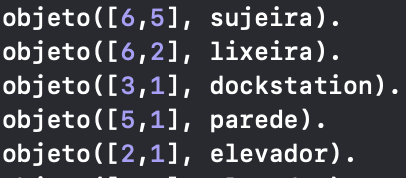 objeto([6,5], sujeira).
objeto([6,2], lixeira).
objeto([3,1], dockstation).
objeto([5,1], parede).
objeto([2,1], elevador).